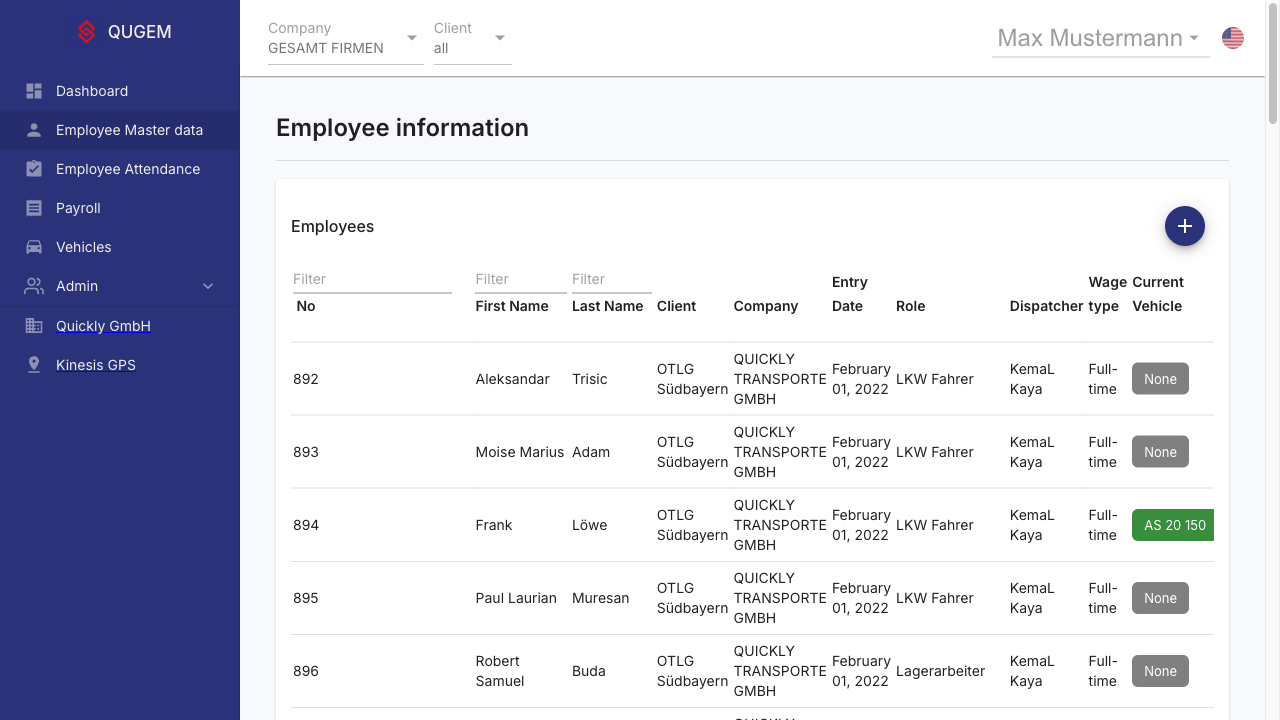 QUGEM
Dashboard
Employee Master data
Employee Attendance
Payroll
Vehicles
Admin
Quickly GmbH
Kinesis GPS
Company
GESAMT FIRMEN
Client
all
Max Mustermann
Employee information
Employees
Filter Filter Filter
No First Name Last Name Client Company Entry Date Role Dispatcher Wage type Current Vehicle
892 Aleksandar Trisic OTLG Südbayern QUICKLY TRANSPORTE GMBH February 01, 2022 LKW Fahrer KemaL Kaya Full-time None
893 Moise Marius Adam OTLG Südbayern QUICKLY TRANSPORTE GMBH February 01, 2022 LKW Fahrer KemaL Kaya Full-time None
894 Frank Löwe OTLG Südbayern QUICKLY TRANSPORTE GMBH February 01, 2022 LKW Fahrer KemaL Kaya Full-time AS 20 150
895 Paul Laurian Muresan OTLG Südbayern QUICKLY TRANSPORTE GMBH February 01, 2022 LKW Fahrer KemaL Kaya Full-time None
896 Robert Samuel Buda OTLG Südbayern QUICKLY TRANSPORTE GMBH February 01, 2022 Lagerarbeiter KemaL Kaya Full-time None